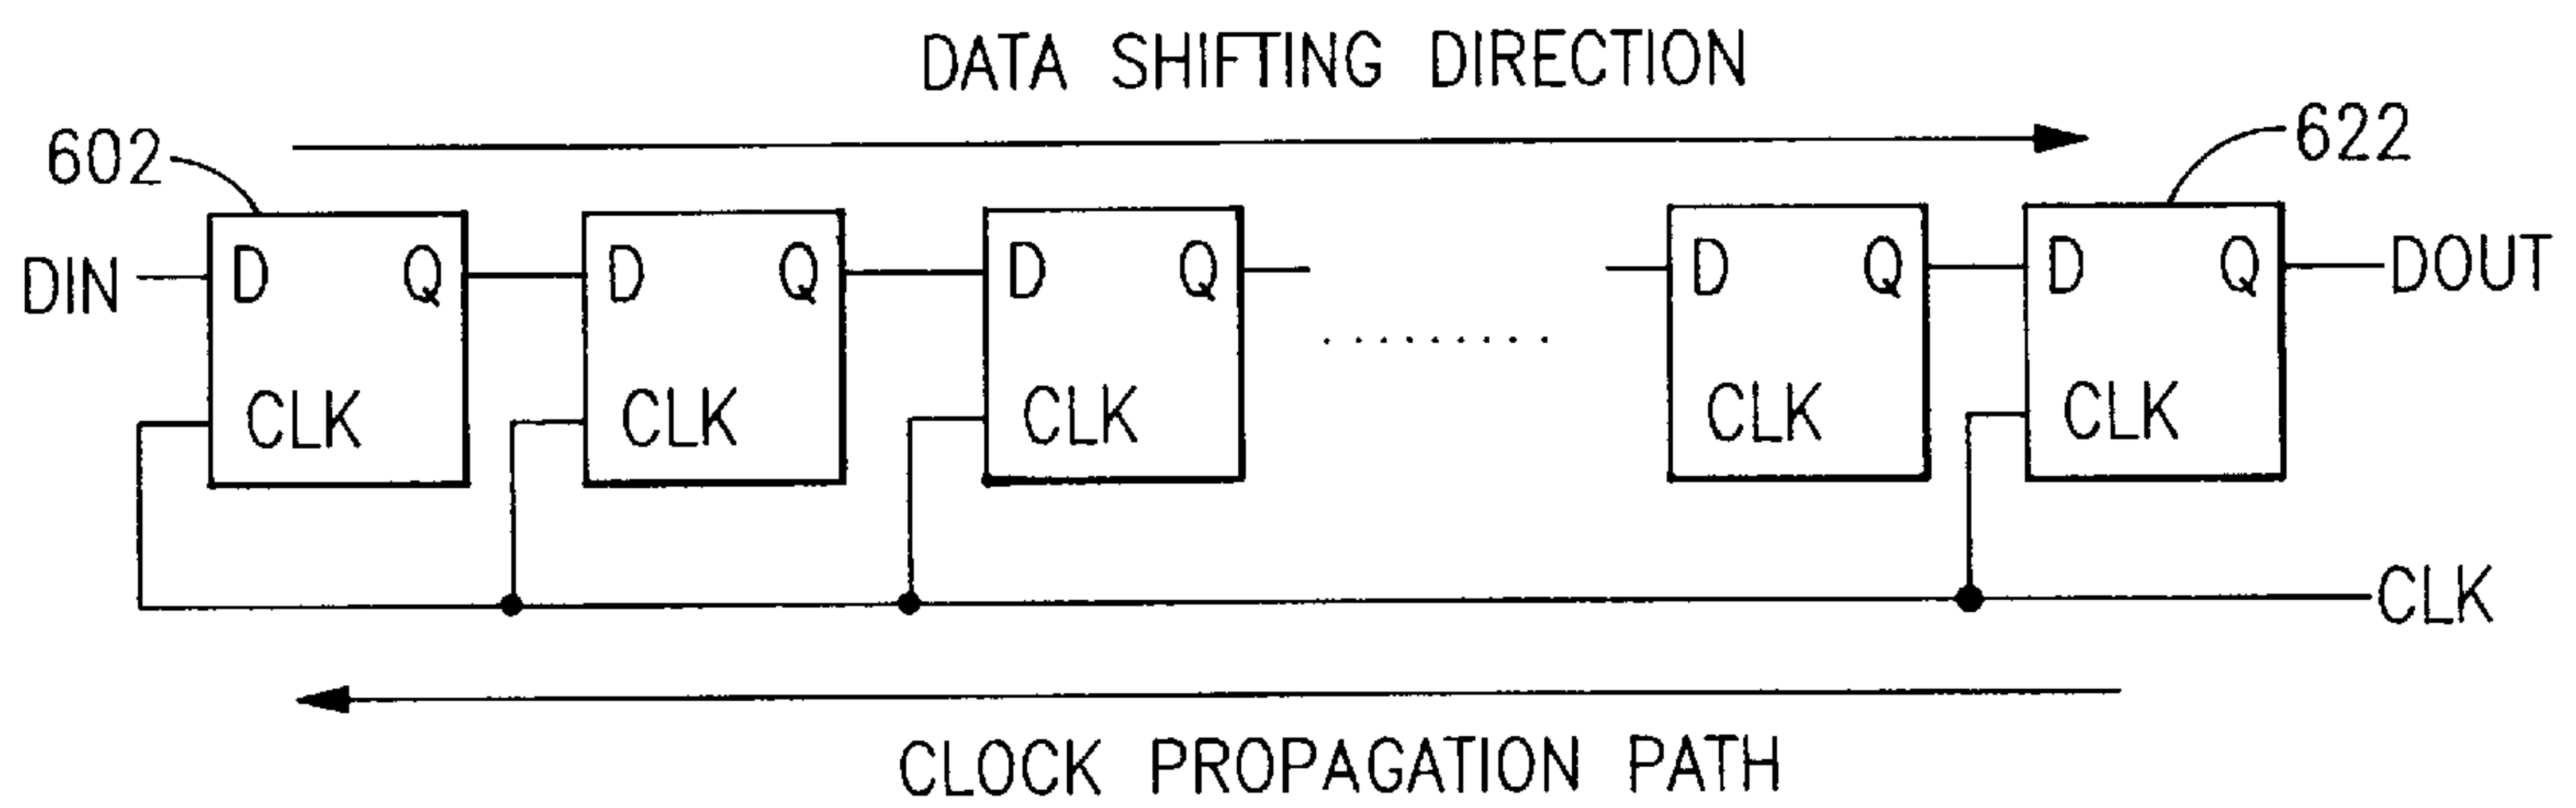 DATA SHIFTING DIRECTION
602
622
DIN
D Q
D Q
D Q
D Q
D Q
DOUT
.........
CLK
CLK
CLK
CLK
CLK
CLK
CLOCK PROPAGATION PATH